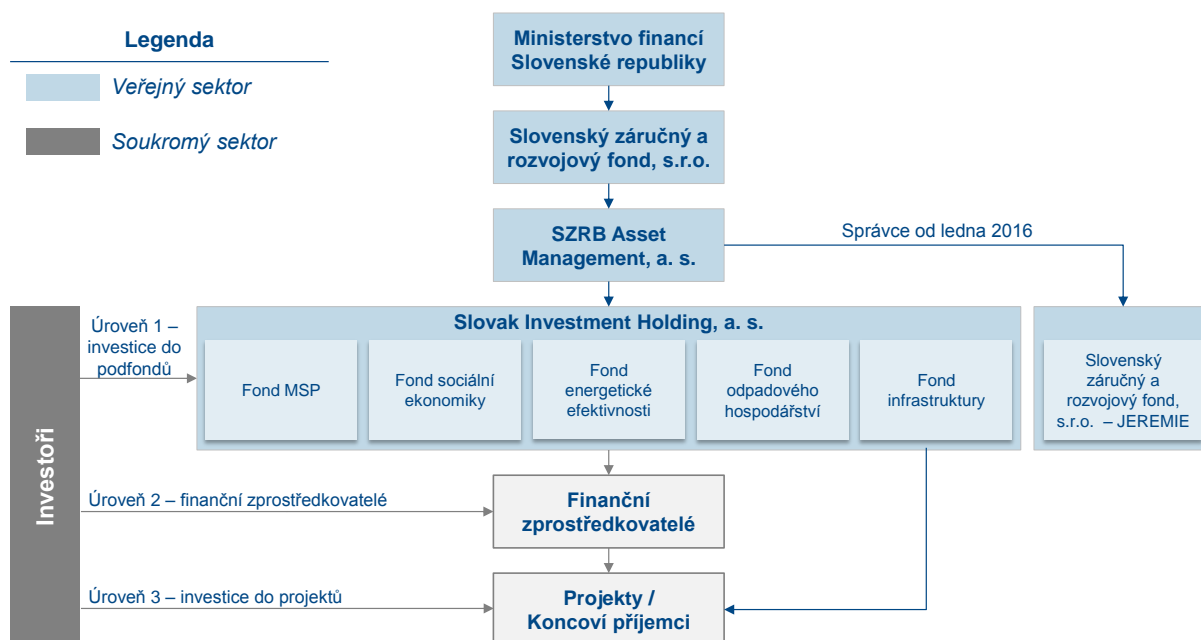 Legenda
Veřejný sektor
Soukromý sektor
Ministerstvo financí
Slovenské republiky
Slovenský záručný a
rozvojový fond, s.r.o.
SZRB Asset
Management, a. s.
Správce od ledna 2016
Investoři
Úroveň 1 –
investice do
podfondů
Slovak Investment Holding, a. s.
Fond MSP
Fond sociální
ekonomiky
Fond
energetické
efektivnosti
Fond
odpadového
hospodářství
Fond
infrastruktury
Slovenský
záručný a
rozvojový fond,
s.r.o. – JEREMIE
Úroveň 2 – finanční zprostředkovatelé
Finanční
zprostředkovatelé
Úroveň 3 – investice do projektů
Projekty /
Koncoví příjemci